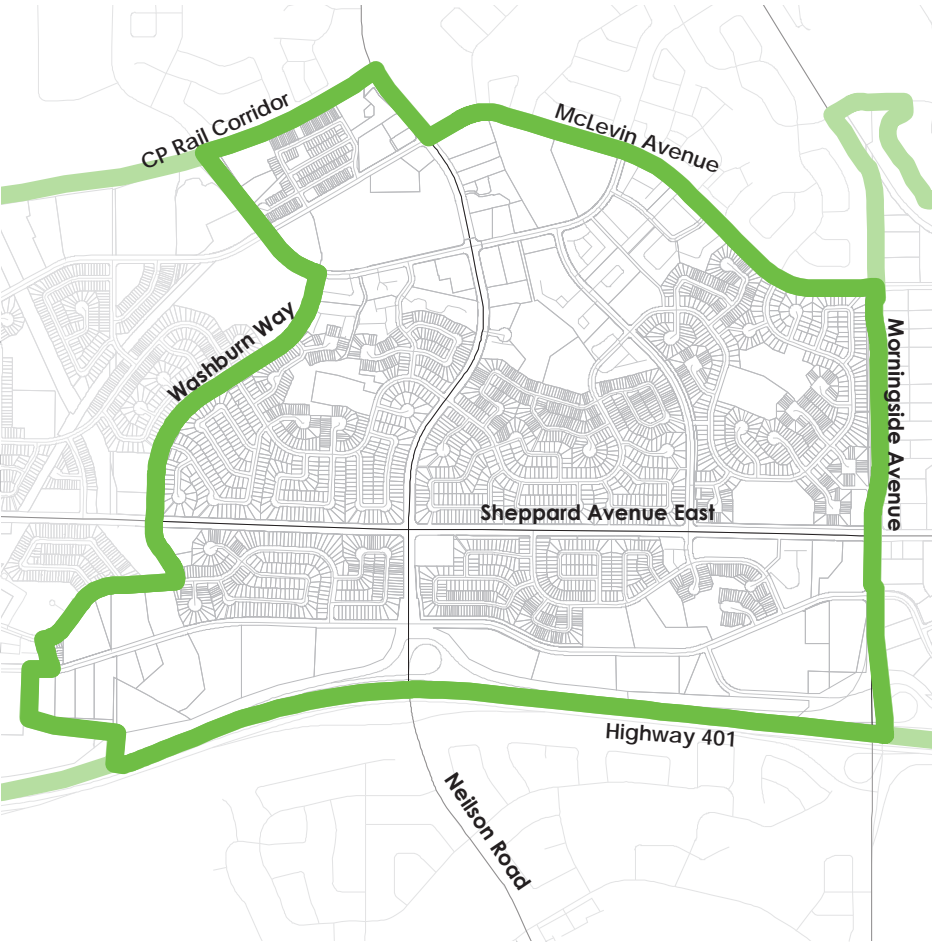 CP Rail Corridor
McLevin Avenue
Washburn Way
Morningside Avenue
Sheppard Avenue East
Highway 401
Neilson Road